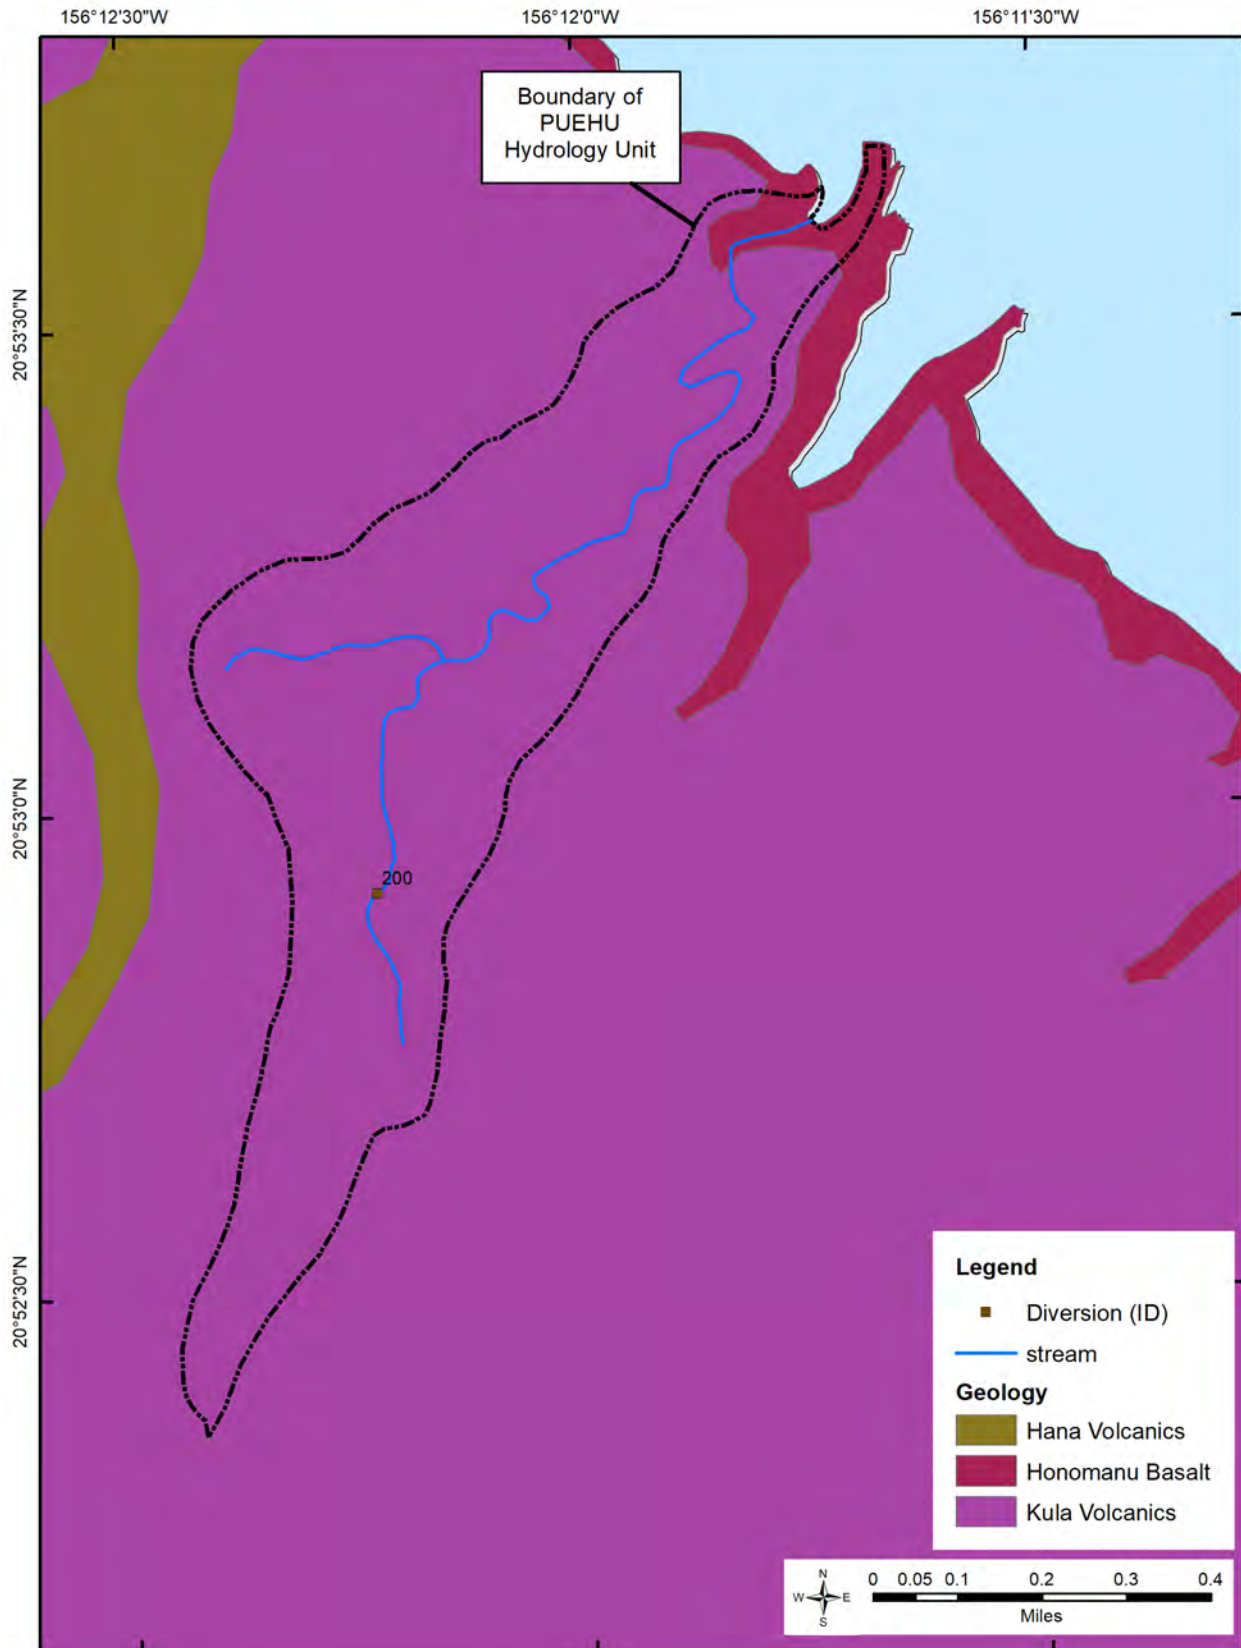 156°12'30"W
156°12'0"W
156°11'30"W
Boundary of
PUEHU
Hydrology Unit
20°53'30"N
20°53'0"N
200
20°52'30"N
Legend
Diversion (ID)
stream
Geology
Hana Volcanics
Honomanu Basalt
Kula Volcanics
N
W E
S
0 0.05 0.1 0.2 0.3 0.4
Miles